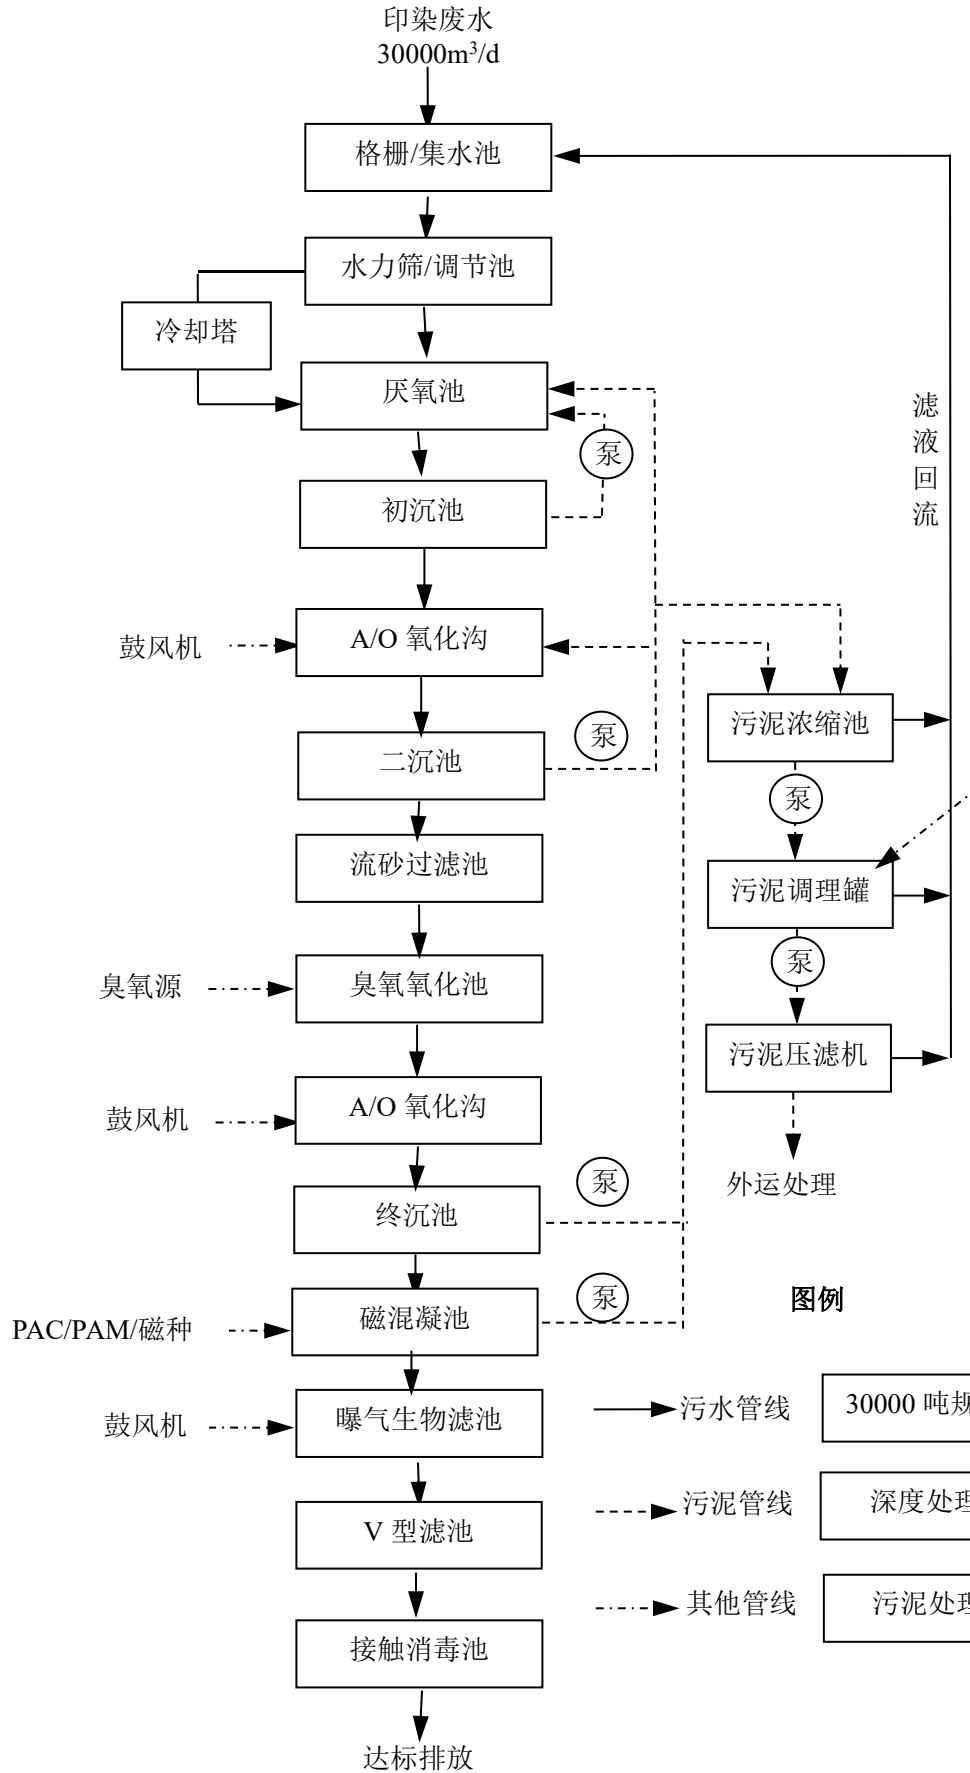 印染废水
30000m³/d
格栅/集水池
水力筛/调节池
冷却塔
厌氧池
泵
初沉池
滤液回流
鼓风机
A/O 氧化沟
二沉池
泵
污泥浓缩池
泵
流砂过滤池
污泥调理罐
泵
臭氧源
臭氧氧化池
污泥压滤机
鼓风机
A/O 氧化沟
外运处理
终沉池
泵
PAC/PAM/磁种
磁混凝池
泵
图例
鼓风机
曝气生物滤池
污水管线
30000 吨规
V 型滤池
污泥管线
深度处理
其他管线
污泥处理
接触消毒池
达标排放